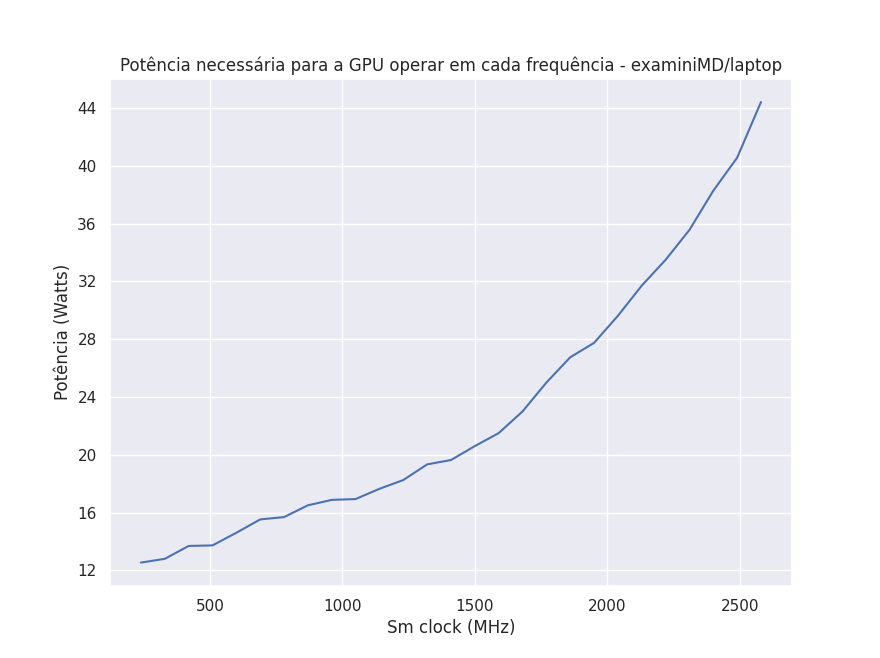 Potência necessária para a GPU operar em cada frequência - examiniMD/laptop
44
40
36
32
28
24
20
16
12
Potência (Watts)
500 1000 1500 2000 2500
Sm clock (MHz)